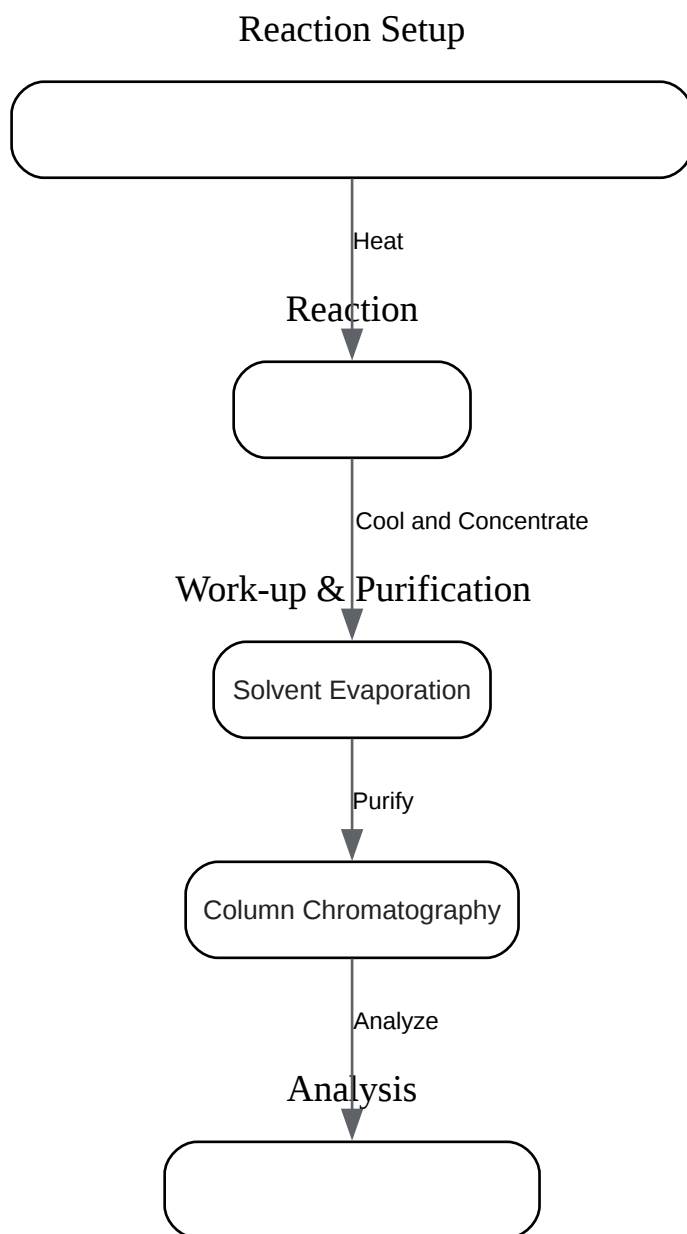 Reaction Setup
Heat
Reaction
Cool and Concentrate
Work-up & Purification
Solvent Evaporation
Purify
Column Chromatography
Analyze
Analysis